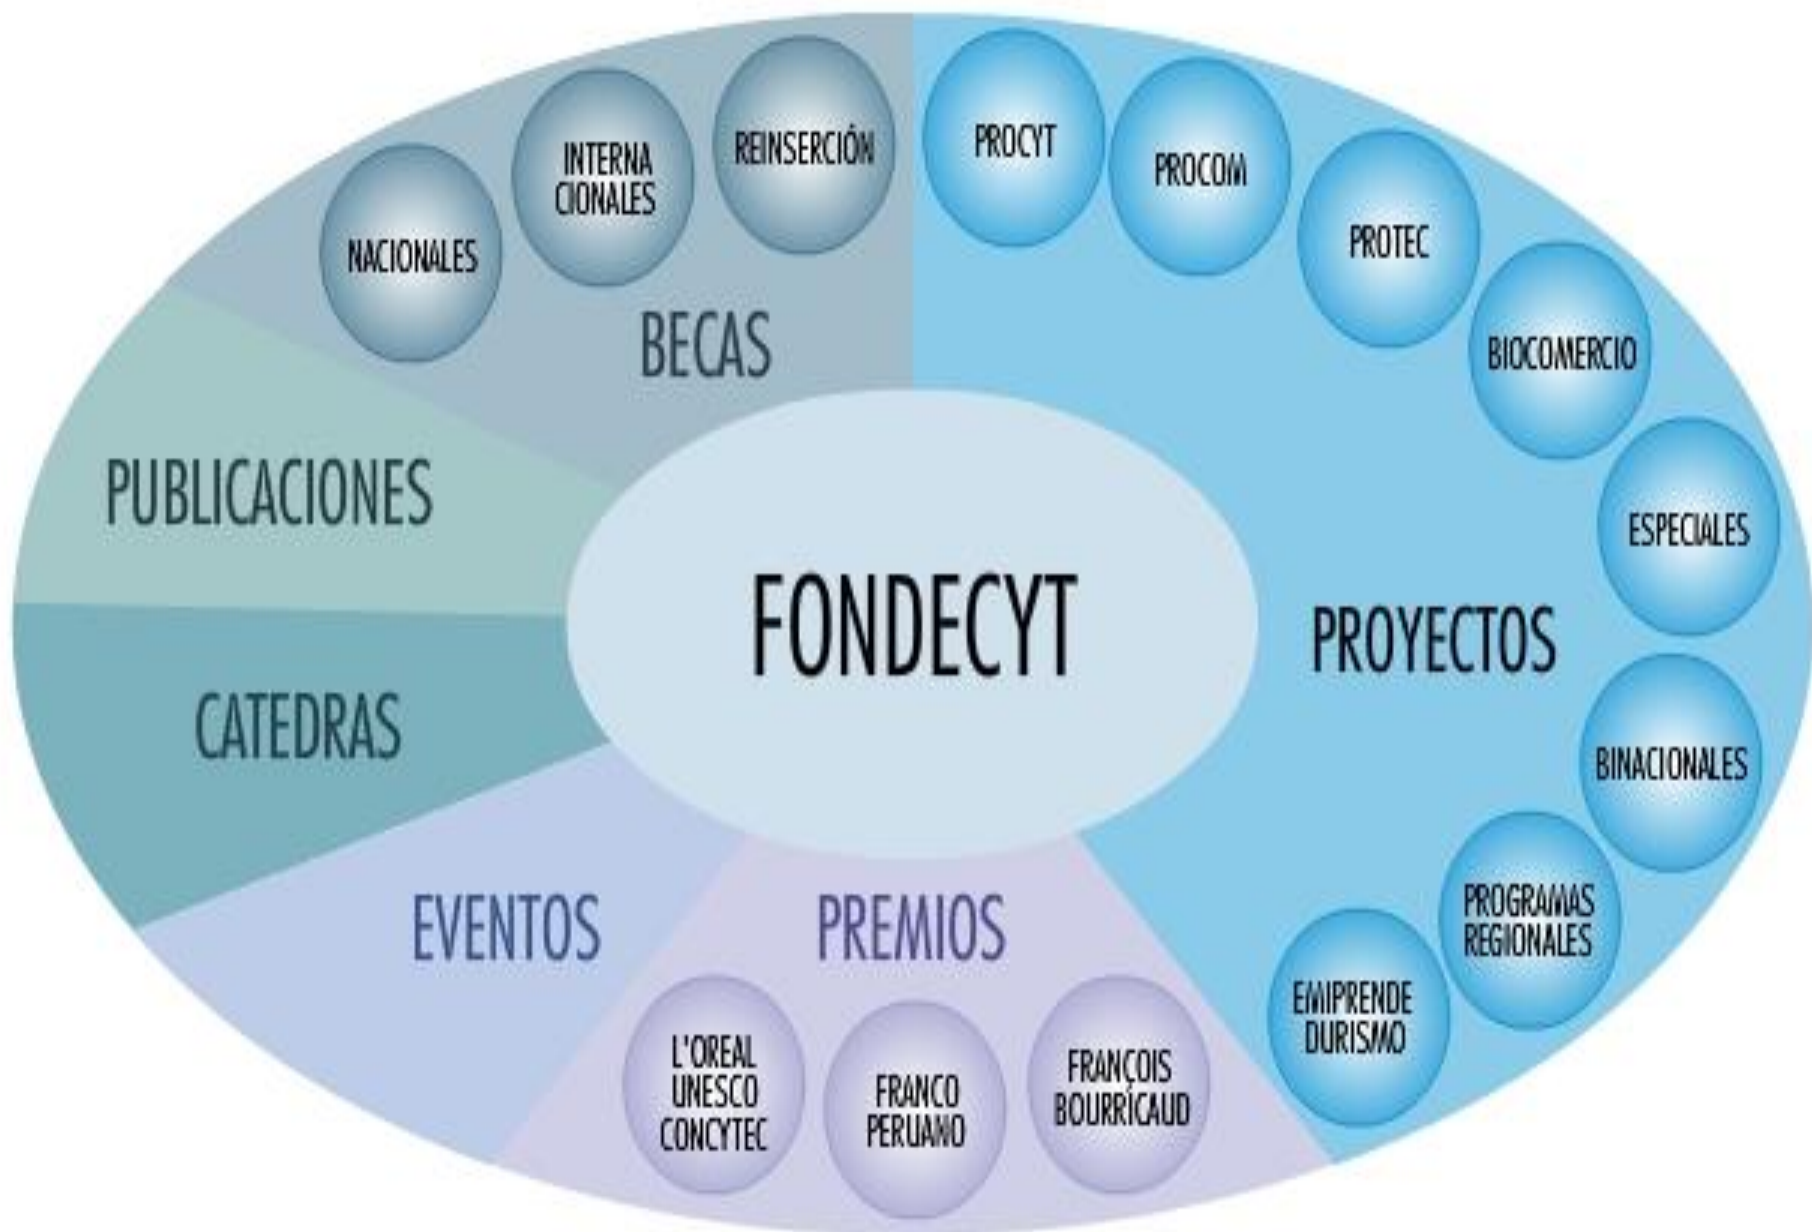 REINSERCIÓN
INTERNA
CIONALES
NACIONALES
BECAS
PUBLICACIONES
CATEDRAS
EVENTOS
PREMIOS
L'OREAL
UNESCO
CONCYTEC
FRANCO
PERUANO
FRANÇOIS
BOURRICAUD
FONDECYT
PROYECTOS
PROCYT
PROCOM
PROTEC
BIOCOMERCIO
ESPECIALES
BINACIONALES
PROGRAMAS
REGIONALES
EMIPRENDE
DURISMO